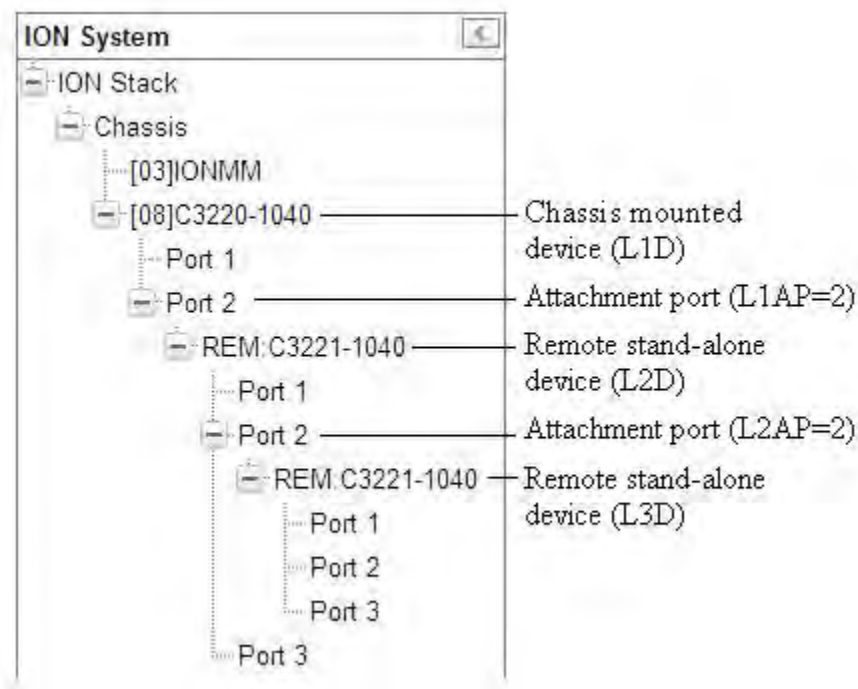 ION System
ION Stack
Chassis
[03]IONMM
[08]C3220-1040
Chassis mounted
device (L1D)
Port 1
Port 2
Attachment port (L1AP=2)
REM:C3221-1040
Remote stand-alone
device (L2D)
Port 1
Port 2
Attachment port (L2AP=2)
REM:C3221-1040
Remote stand-alone
device (L3D)
Port 1
Port 2
Port 3
Port 3